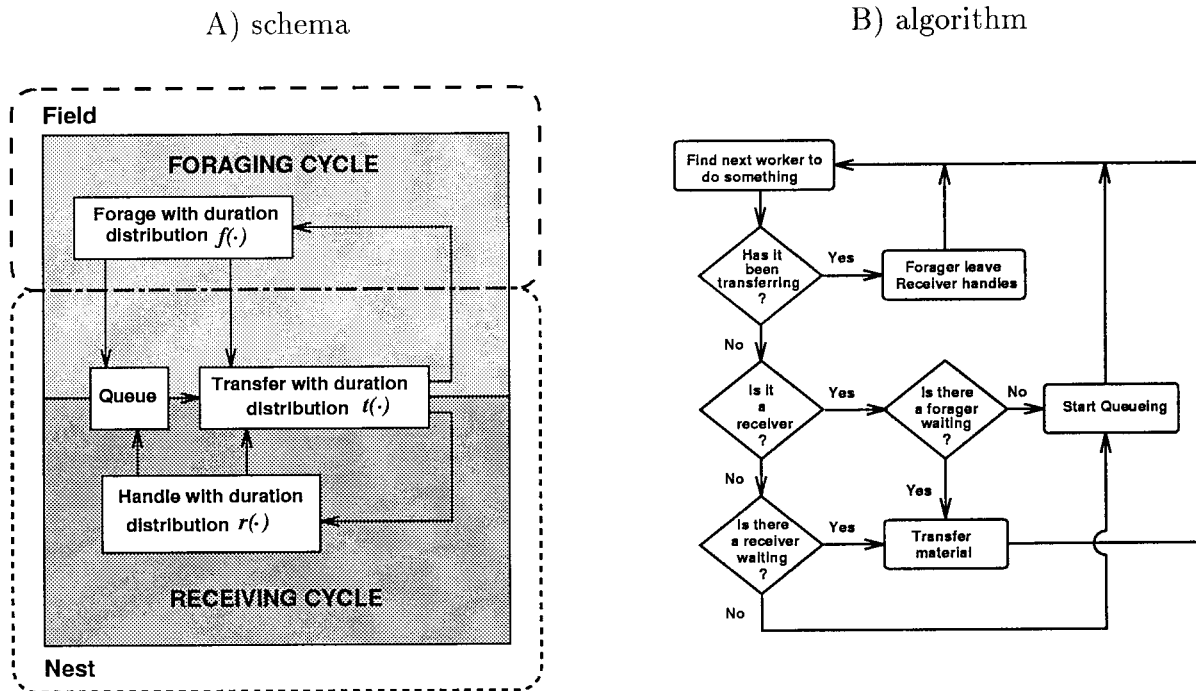 A) schema
B) algorithm
Field
FORAGING CYCLE
Forage with duration
distribution f(·)
Queue
Transfer with duration
distribution t(·)
Handle with duration
distribution r(·)
RECEIVING CYCLE
Nest
Find next worker to
do something
Has it
been
transferring
?
Yes
Forager leave
Receiver handles
No
Is it
a
receiver
?
Yes
Is there
a forager
waiting
?
No
Start Queueing
No
Yes
Is there
a receiver
waiting
?
Yes
Transfer
material
No